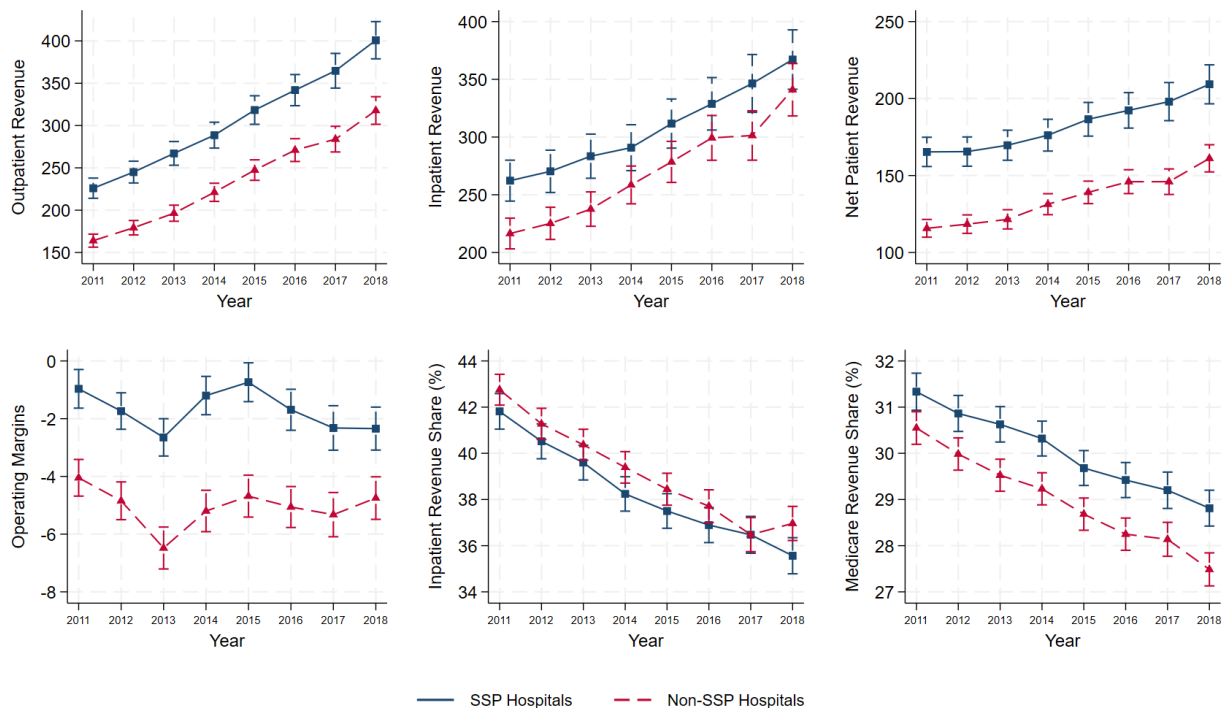 Outpatient Revenue
400
350
300
250
200
150
2011 2012 2013 2014 2015 2016 2017 2018
Year
Inpatient Revenue
400
350
300
250
200
2011 2012 2013 2014 2015 2016 2017 2018
Year
Net Patient Revenue
250
200
150
100
2011 2012 2013 2014 2015 2016 2017 2018
Year
Operating Margins
0
-2
-4
-6
-8
2011 2012 2013 2014 2015 2016 2017 2018
Year
Inpatient Revenue Share (%)
44
42
40
38
36
34
2011 2012 2013 2014 2015 2016 2017 2018
Year
Medicare Revenue Share (%)
32
31
30
29
28
27
2011 2012 2013 2014 2015 2016 2017 2018
Year
SSP Hospitals Non-SSP Hospitals